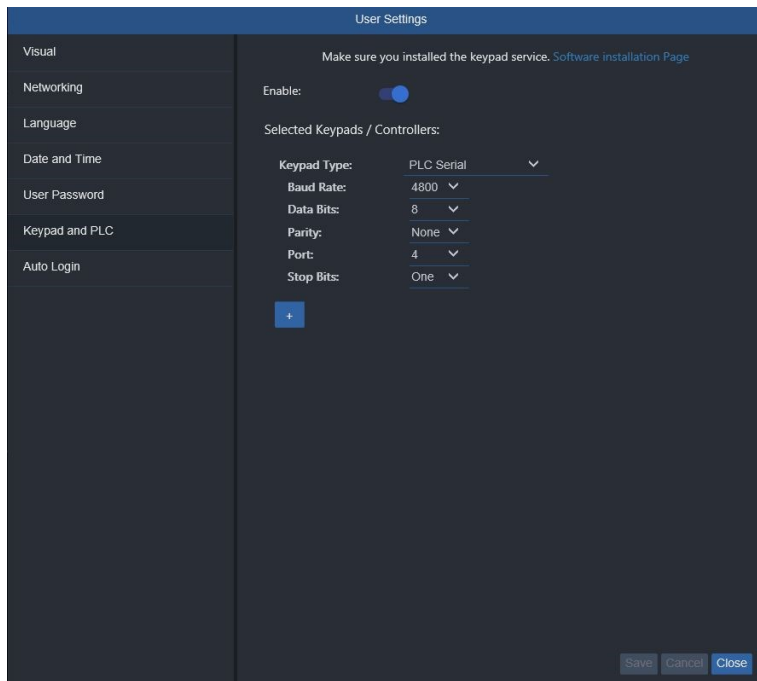 User Settings
Visual
Networking
Language
Date and Time
User Password
Keypad and PLC
Auto Login
Make sure you installed the keypad service. Software installation Page
Enable:
Selected Keypads / Controllers:
Keypad Type: PLC Serial
Baud Rate: 4800
Data Bits: 8
Parity: None
Port: 4
Stop Bits: One
+
Save Cancel Close